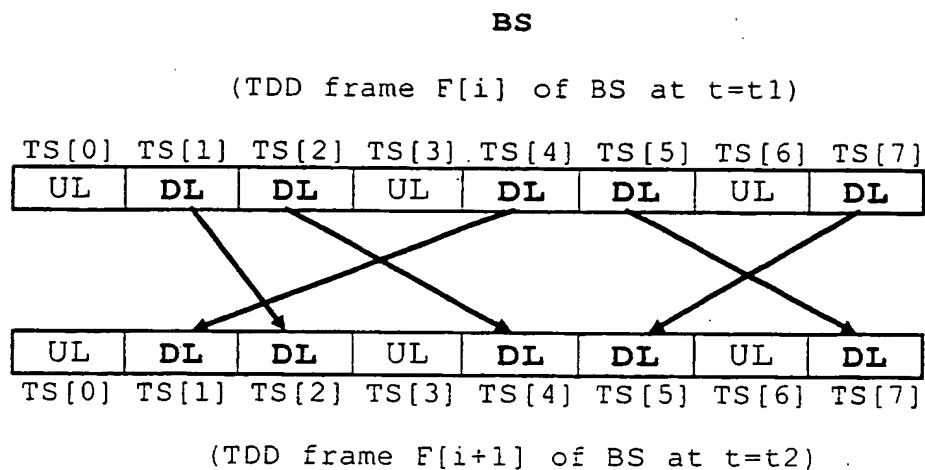 BS
(TDD frame F[i] of BS at t=t1)
TS[0] TS[1] TS[2] TS[3] TS[4] TS[5] TS[6] TS[7]
UL DL DL UL DL DL UL DL
UL DL DL UL DL DL UL DL
TS[0] TS[1] TS[2] TS[3] TS[4] TS[5] TS[6] TS[7]
(TDD frame F[i+1] of BS at t=t2)